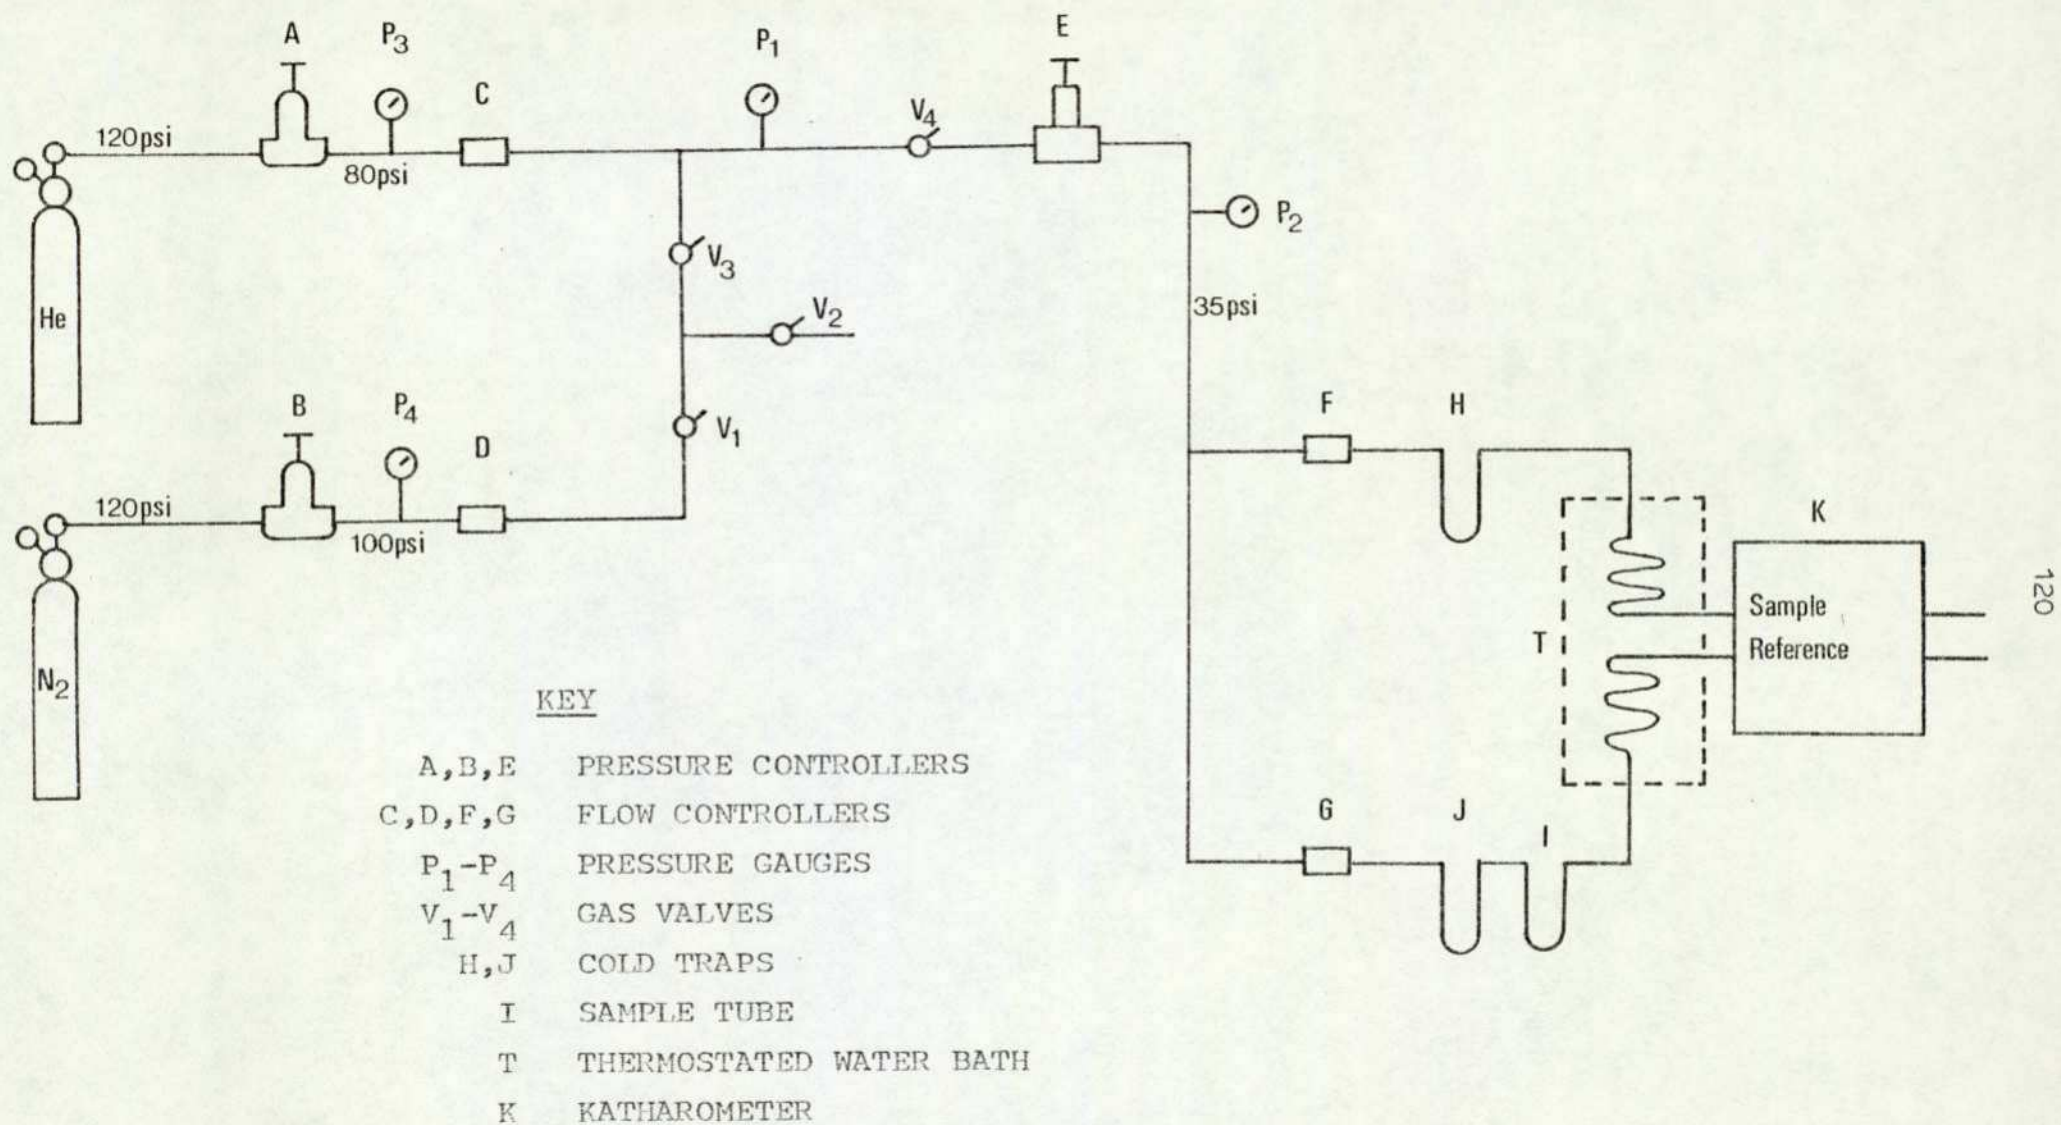 A
P3
C
P1
V4
E
120psi
80psi
P2
V3
He
V2
35psi
B
P4
D
V1
F
H
120psi
100psi
K
Sample
Reference
T
N2
120
G
J
I
KEY
A,B,E PRESSURE CONTROLLERS
C,D,F,G FLOW CONTROLLERS
P1-P4 PRESSURE GAUGES
V1-V4 GAS VALVES
H,J COLD TRAPS
I SAMPLE TUBE
T THERMOSTATED WATER BATH
K KATHAROMETER